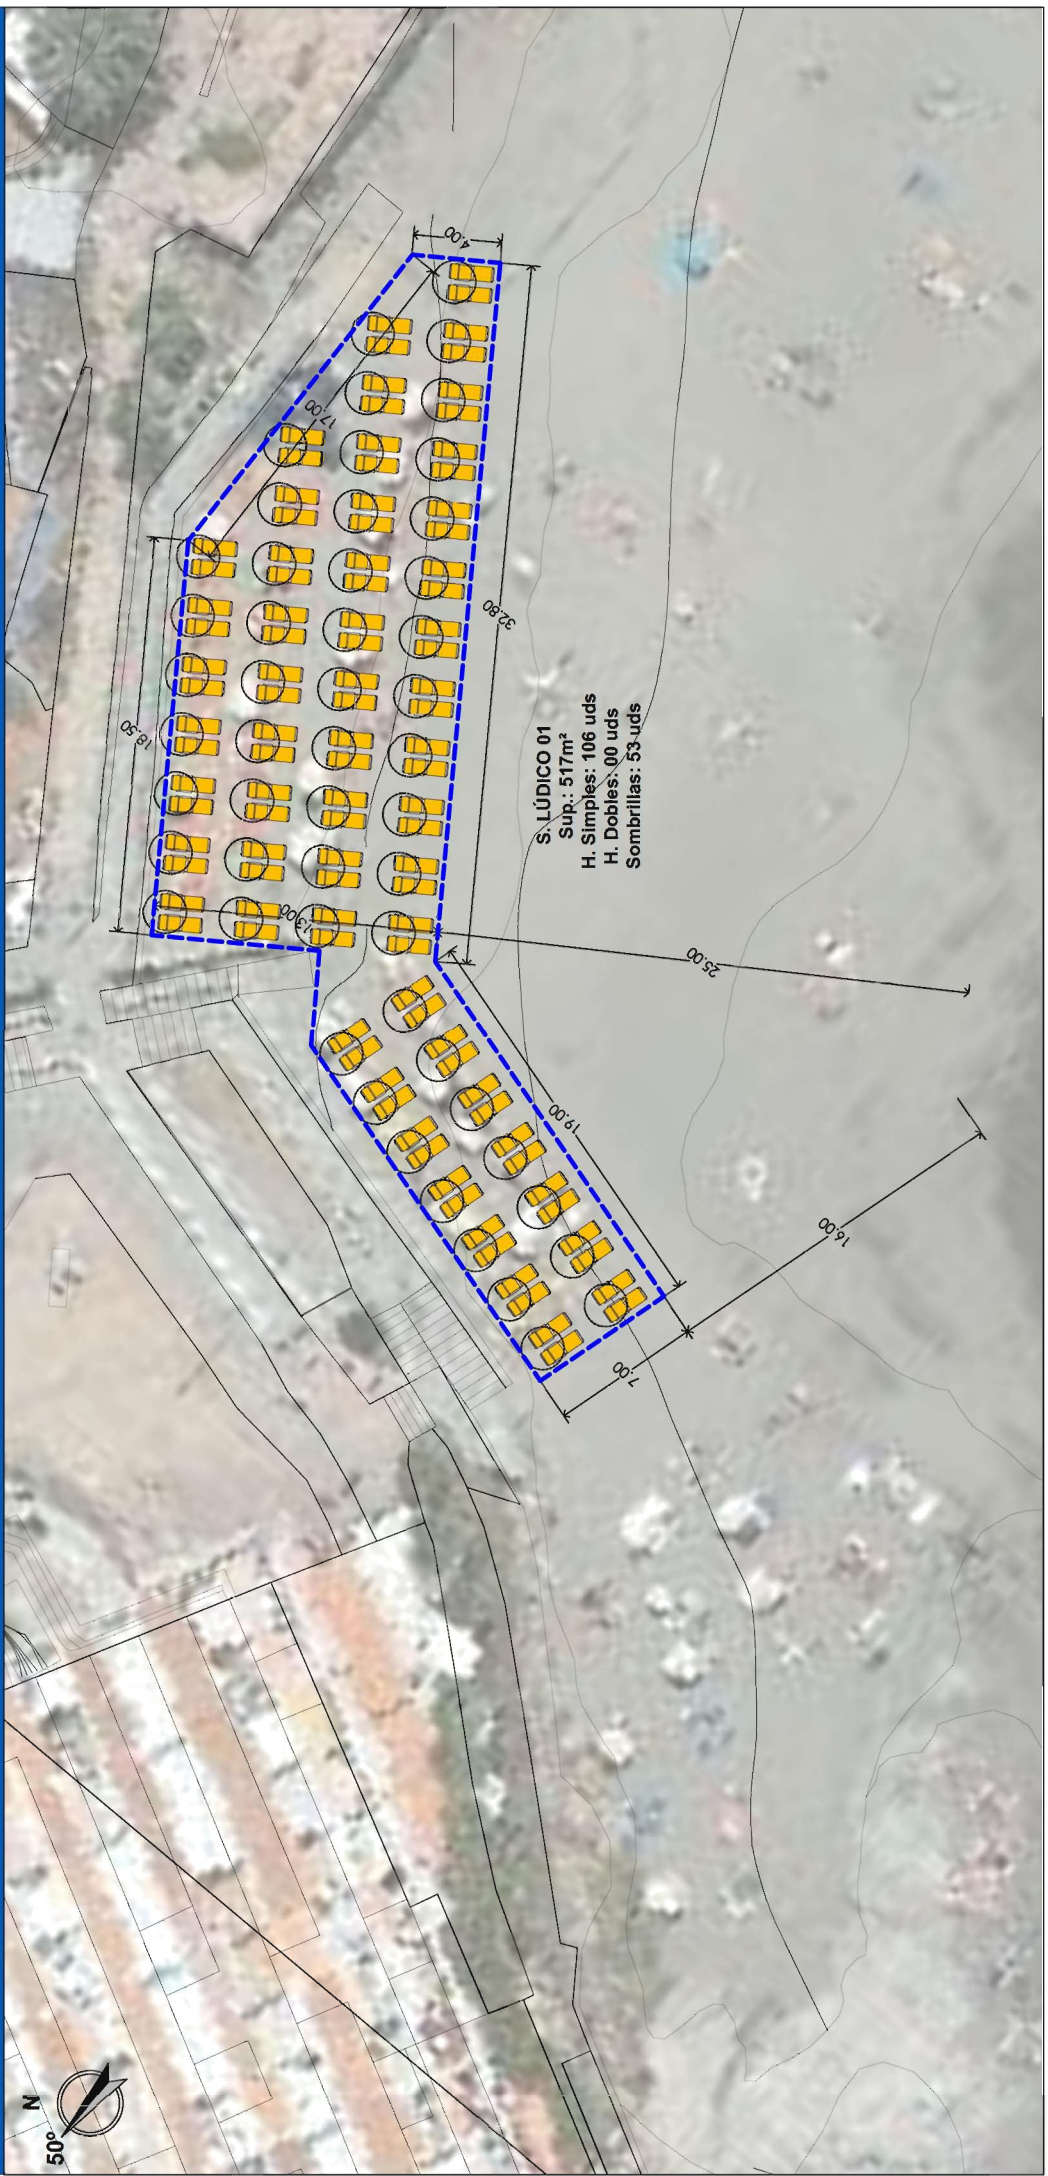 4.00
17.00
18.50
32.80
13.00
S. LÚDICO 01
Sup.: 517m²
H. Simples: 106 uds
H. Dobles: 00 uds
Sombrillas: 53 uds
25.00
19.00
16.00
7.00
N
50º